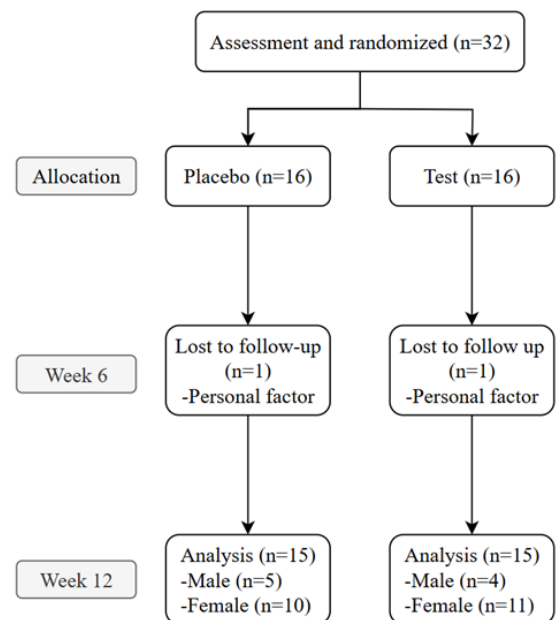 Assessment and randomized (n=32)
Allocation
Placebo (n=16)
Test (n=16)
Week 6
Lost to follow-up
(n=1)
-Personal factor
Lost to follow up
(n=1)
-Personal factor
Week 12
Analysis (n=15)
-Male (n=5)
-Female (n=10)
Analysis (n=15)
-Male (n=4)
-Female (n=11)